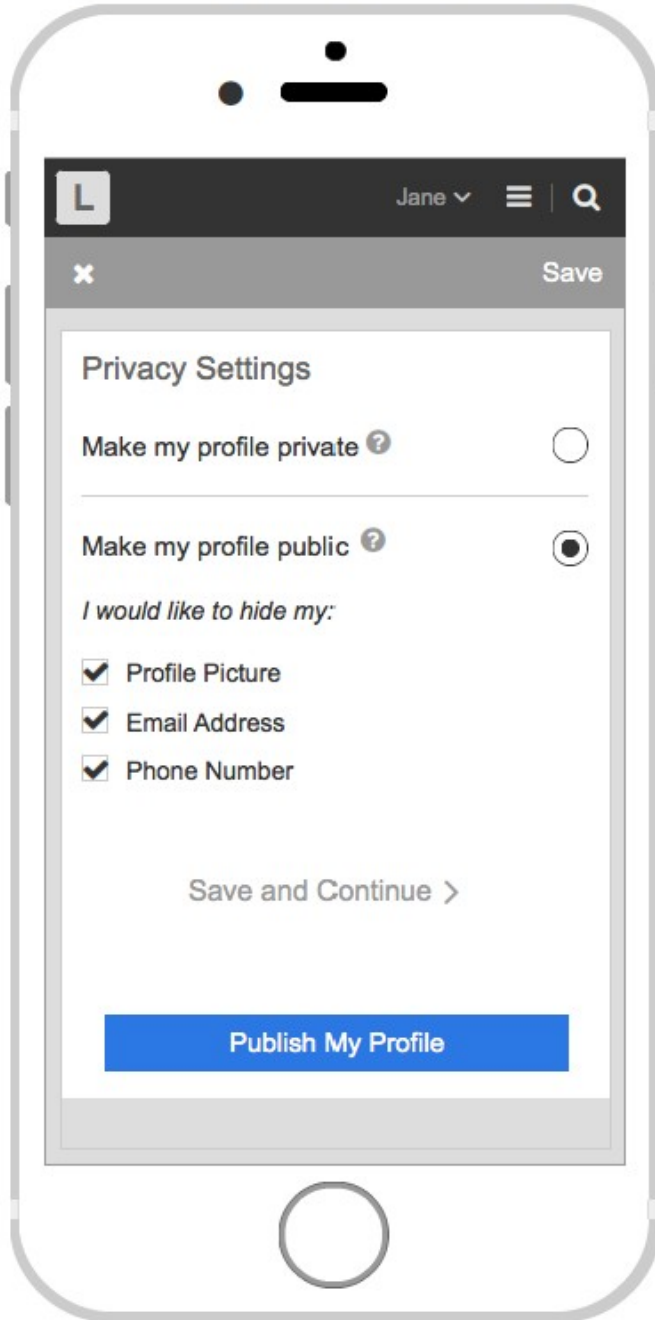 L
Jane
Save
Privacy Settings
Make my profile private ?
Make my profile public ?
I would like to hide my:
Profile Picture
Email Address
Phone Number
Save and Continue >
Publish My Profile